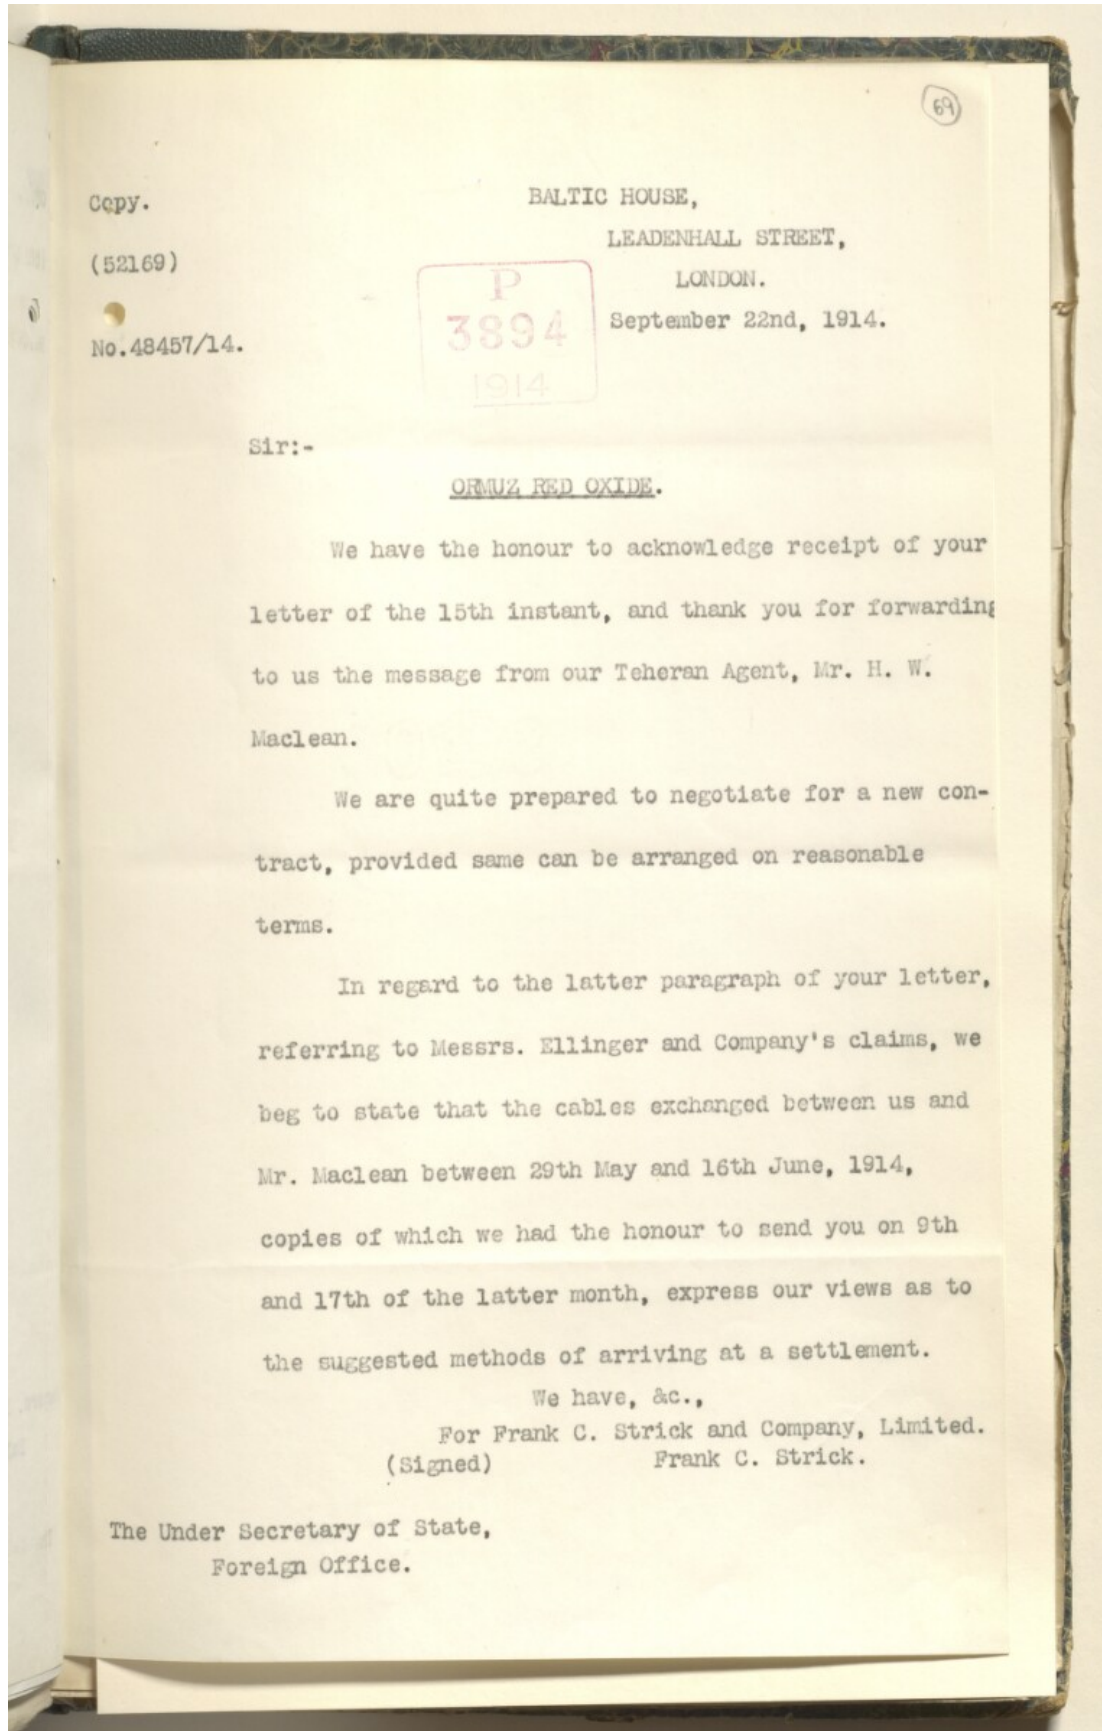 69
Copy.
BALTIC HOUSE,
LEADENHALL STREET,
(52169)
LONDON.
P
3894
1914
September 22nd, 1914.
No.48457/14.
Sir:-
ORMUZ RED OXIDE.
We have the honour to acknowledge receipt of your
letter of the 15th instant, and thank you for forwarding
to us the message from our Teheran Agent, Mr. H. W.
Maclean.
We are quite prepared to negotiate for a new con-
tract, provided same can be arranged on reasonable
terms.
In regard to the latter paragraph of your letter,
referring to Messrs. Ellinger and Company's claims, we
beg to state that the cables exchanged between us and
Mr. Maclean between 29th May and 16th June, 1914,
copies of which we had the honour to send you on 9th
and 17th of the latter month, express our views as to
the suggested methods of arriving at a settlement.
We have, &c.,
For Frank C. Strick and Company, Limited.
(Signed) Frank C. Strick.
The Under Secretary of State,
Foreign Office.